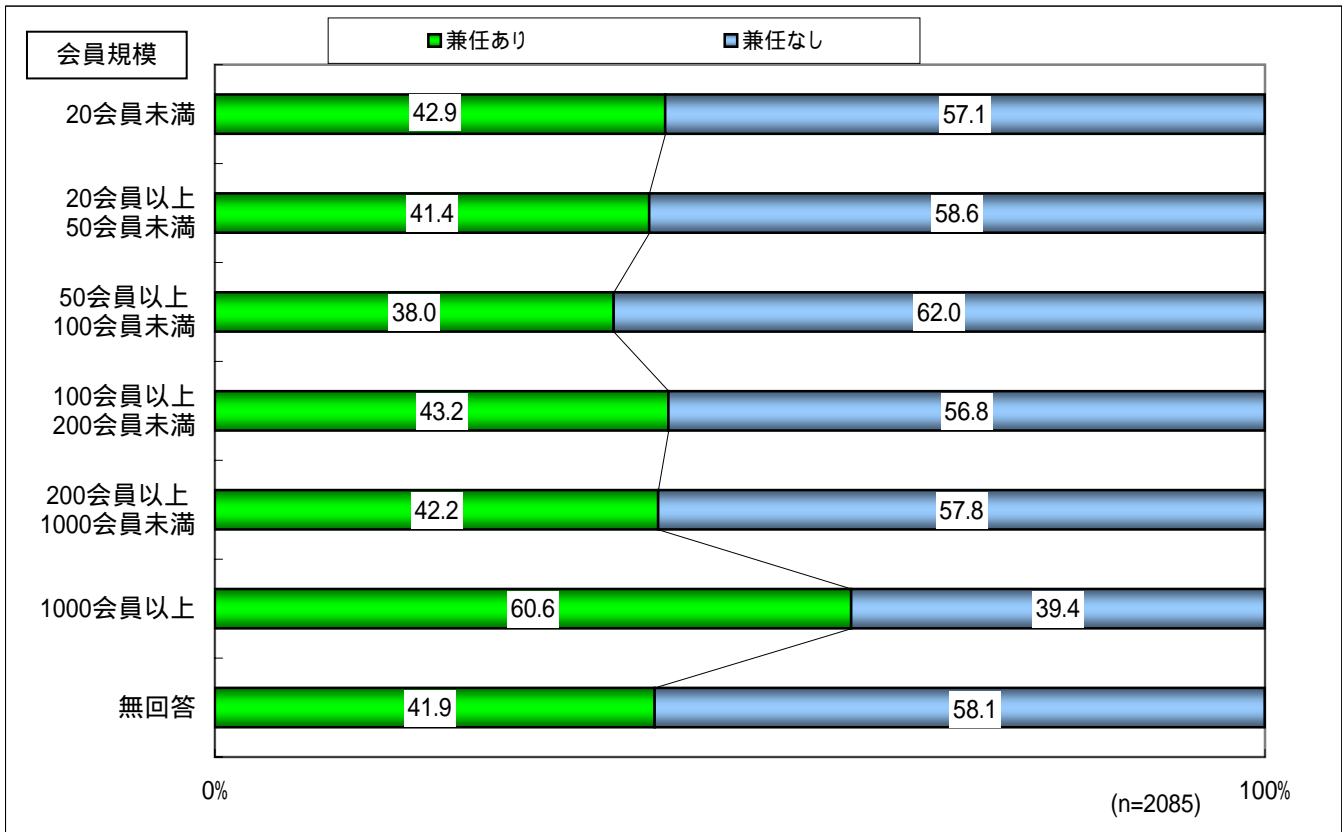 会員規模
■兼任あり ■兼任なし
20会員未満
42.9 57.1
20会員以上
50会員未満
41.4 58.6
50会員以上
100会員未満
38.0 62.0
100会員以上
200会員未満
43.2 56.8
200会員以上
1000会員未満
42.2 57.8
1000会員以上
60.6 39.4
無回答
41.9 58.1
0% 100%
(n=2085)